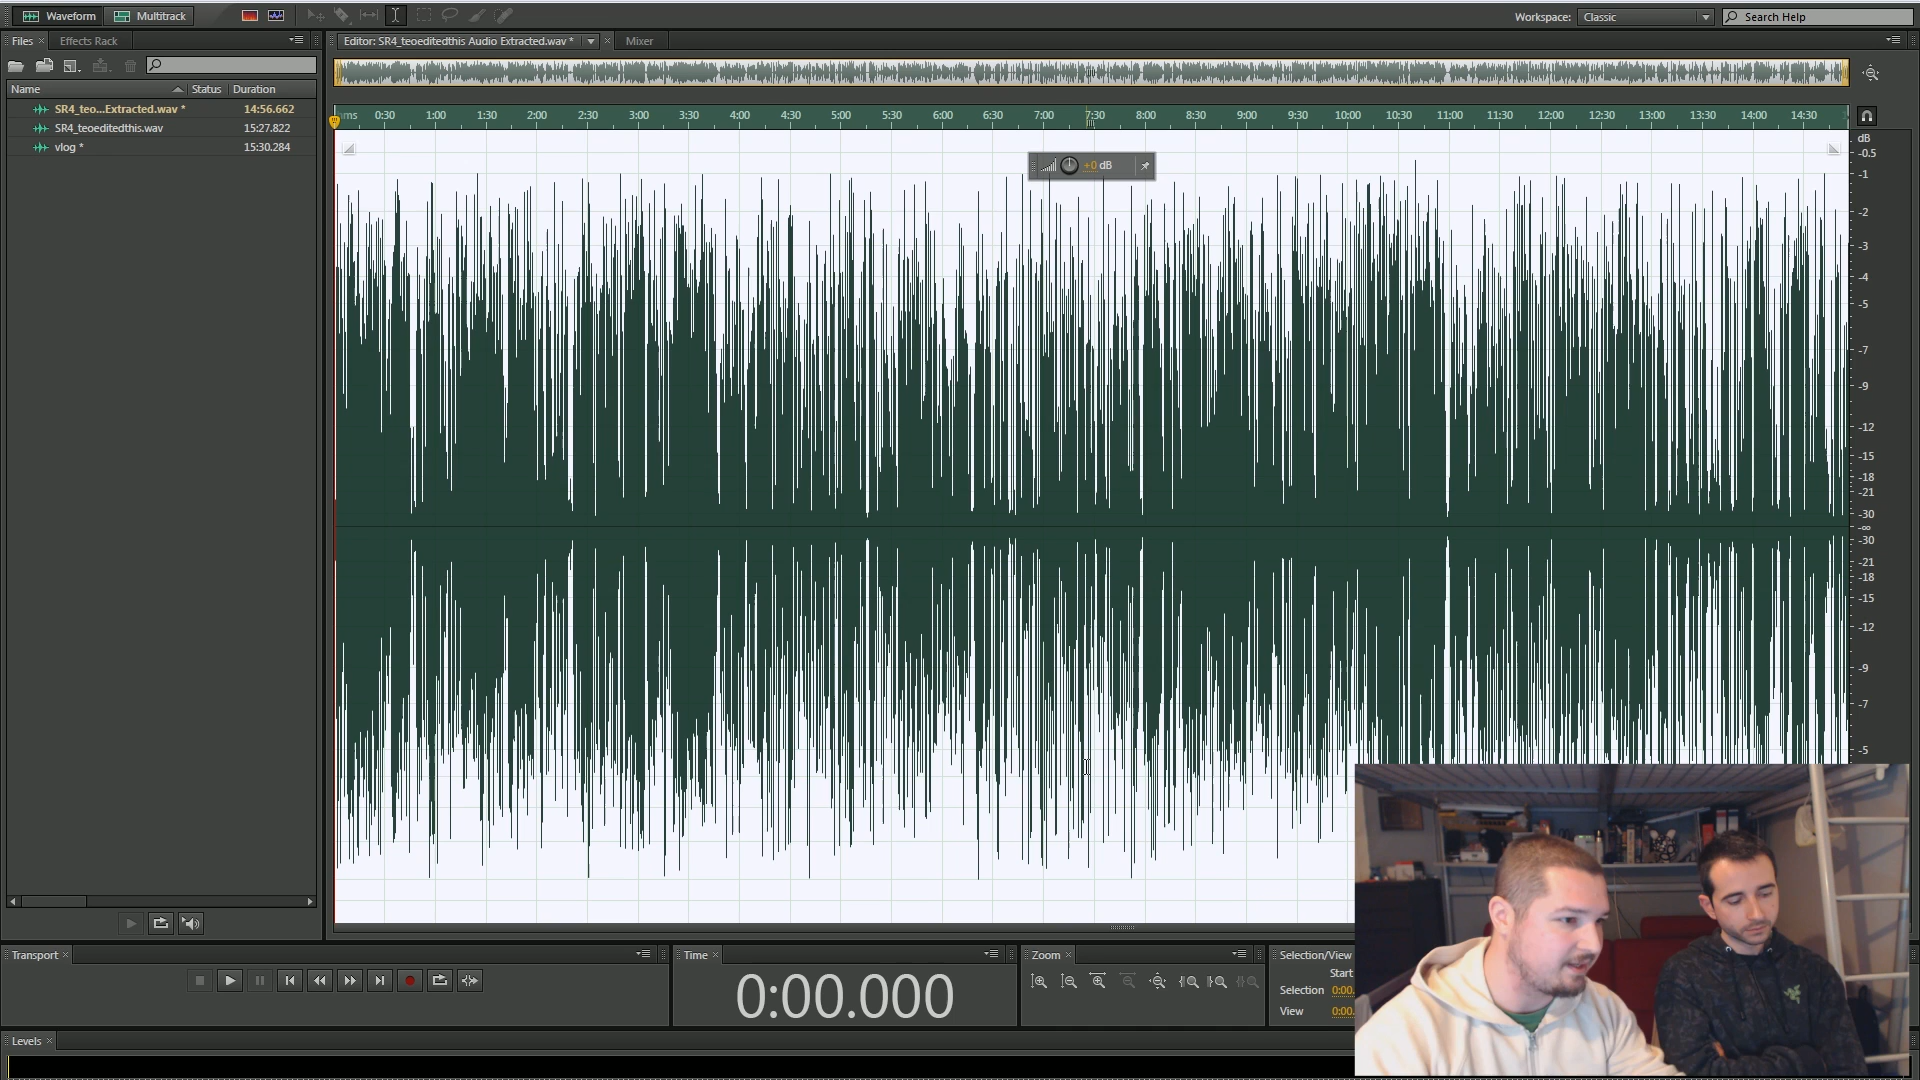 Waveform Multitrack Workspace: Classic Search Help
Files × Effects Rack Editor: SR4_teoeditedthis Audio Extracted.wav * × Mixer
Name Status Duration
SR4_teo...Extracted.wav * 14:56.662
SR4_teoeditedthis.wav 15:27.822
vlog * 15:30.284
hms 0:30 1:00 1:30 2:00 2:30 3:00 3:30 4:00 4:30 5:00 5:30 6:00 6:30 7:00 7:30 8:00 8:30 9:00 9:30 10:00 10:30 11:00 11:30 12:00 12:30 13:00 13:30 14:00 14:30
+0 dB
dB
-0.5
-1
-2
-3
-4
-5
-7
-9
-12
-15
-18
-21
-30
-∞
-30
-21
-18
-15
-12
-9
-7
-5
Transport × Time × Zoom × Selection/View
Start
0:00.000
Selection 0:00.
View 0:00.
Levels ×